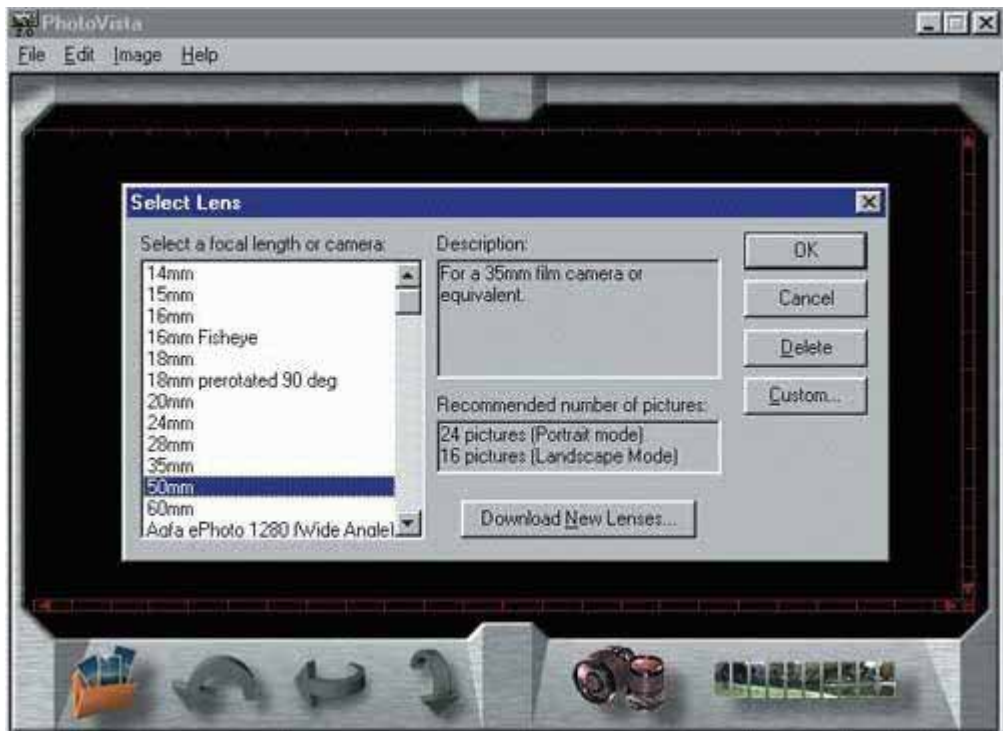 PhotoVista
2.0
File Edit Image Help
Select Lens
Select a focal length or camera:
14mm
15mm
16mm
16mm Fisheye
18mm
18mm prerotated 90 deg
20mm
24mm
28mm
35mm
50mm
60mm
Agfa ePhoto 1280 (Wide Angle)
Description:
For a 35mm film camera or
equivalent.
Recommended number of pictures:
24 pictures (Portrait mode)
16 pictures (Landscape Mode)
Download New Lenses...
OK
Cancel
Delete
Custom...